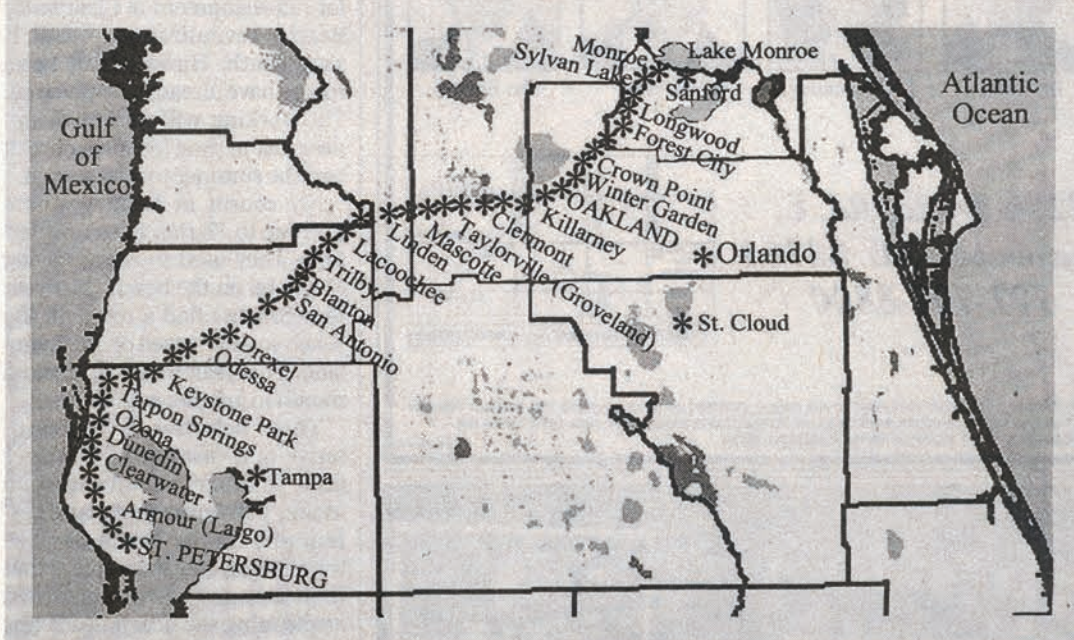 Gulf
of
Mexico
Atlantic
Ocean
Monroe
Lake Monroe
Sylvan Lake
Sanford
Longwood
Forest City
Crown Point
Winter Garden
OAKLAND
Killarney
Clermont
Taylorville (Groveland)
Mascotte
Linden
Lacoochee
Trilby
Blanton
San Antonio
Drexel
Odessa
Keystone Park
Tarpon Springs
Ozona
Dunedin
Clearwater
Armour (Largo)
ST. PETERSBURG
Tampa
Orlando
St. Cloud